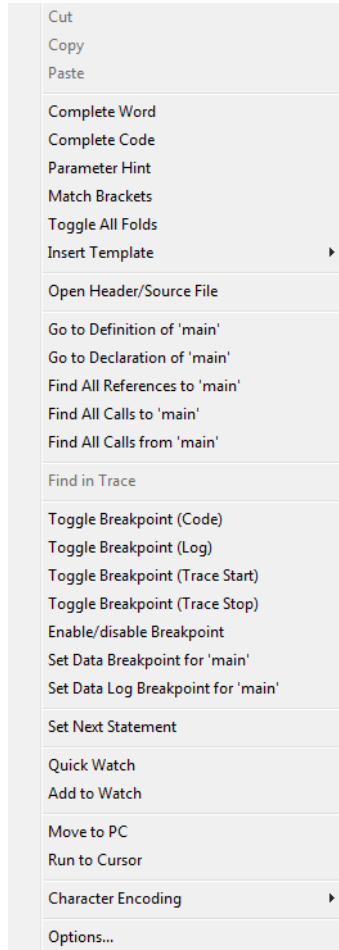 Cut
Copy
Paste
Complete Word
Complete Code
Parameter Hint
Match Brackets
Toggle All Folds
Insert Template
Open Header/Source File
Go to Definition of 'main'
Go to Declaration of 'main'
Find All References to 'main'
Find All Calls to 'main'
Find All Calls from 'main'
Find in Trace
Toggle Breakpoint (Code)
Toggle Breakpoint (Log)
Toggle Breakpoint (Trace Start)
Toggle Breakpoint (Trace Stop)
Enable/disable Breakpoint
Set Data Breakpoint for 'main'
Set Data Log Breakpoint for 'main'
Set Next Statement
Quick Watch
Add to Watch
Move to PC
Run to Cursor
Character Encoding
Options...